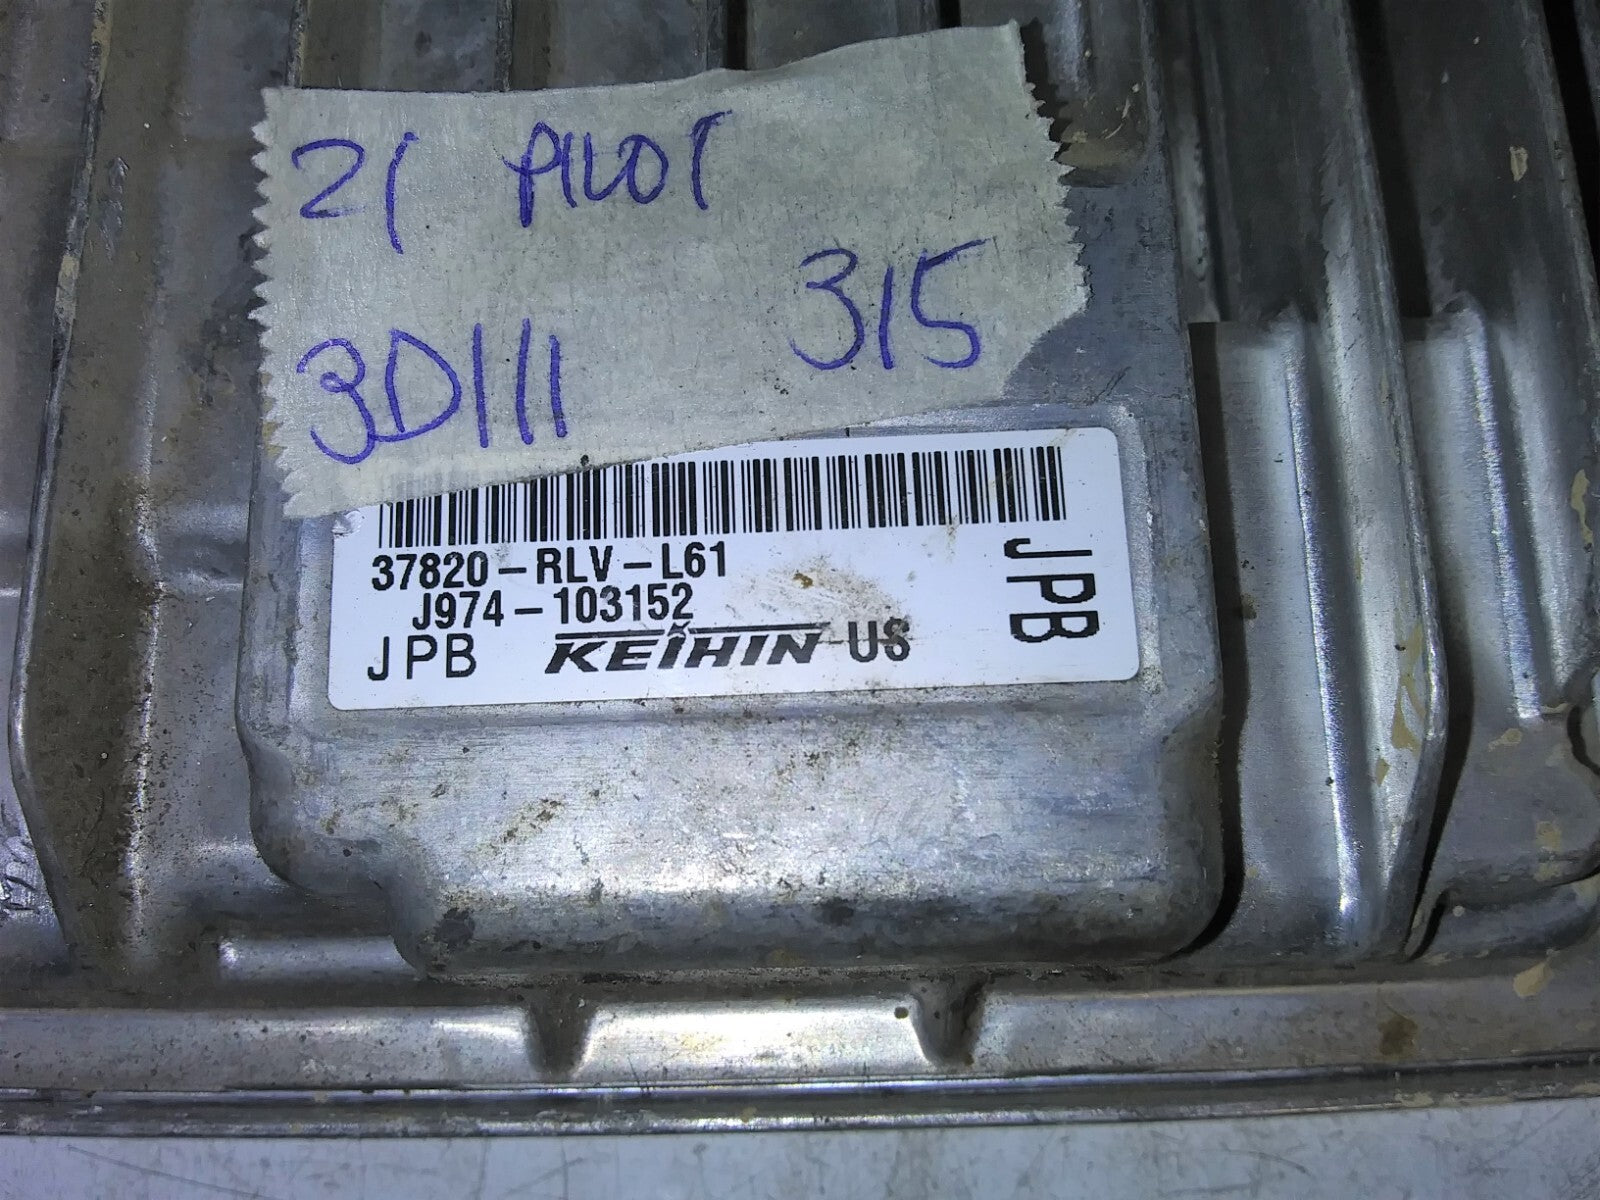 21 PILOT
315
3D111
37820-RLV-L61
J974-103152
JPB KEIHIN US
JPB